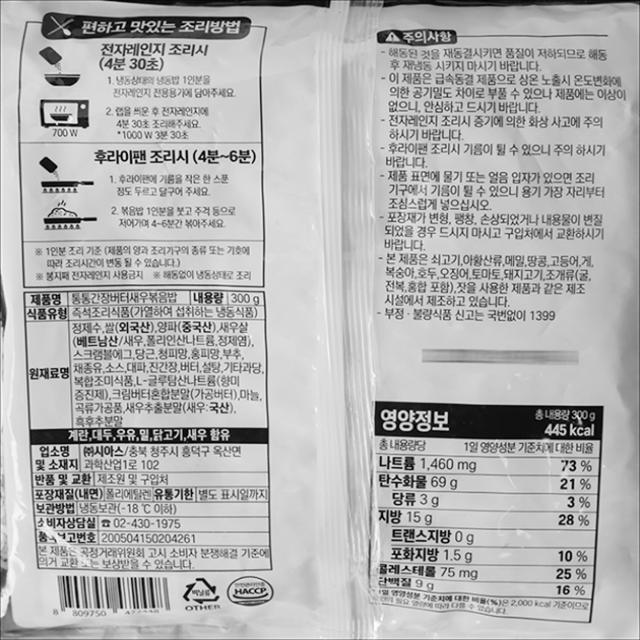 편하고 맛있는 조리방법
전자레인지 조리시
(4분 30초)
1. 냉동상태의 냉동밥 1인분을
전자레인지 전용용기에 담아주세요.
2. 랩을 씌운 후 전자레인지에
4분 30초 조리해주세요.
*1000 W 3분 30초
700 W
후라이팬 조리시 (4분~6분)
1. 후라이팬에 기름을 작은 한 스푼
정도 두르고 달구어 주세요.
2. 볶음밥 1인분을 붓고 주걱 등으로
저어가며 4~6분간 볶아주세요.
※ 1인분 조리 기준 (제품의 양과 조리기구의 종류 또는 기호에
따라 조리시간이 변동 될 수 있습니다.)
※ 봉지째 전자레인지 사용금지 ※ 해동없이 냉동상태로 조리
제품명 통통간장버터새우볶음밥 내용량 300 g
식품유형 즉석조리식품(가열하여 섭취하는 냉동식품)
원재료명
정제수,쌀(외국산),양파(중국산),새우살
(베트남산/새우,폴리인산나트륨,정제염),
스크램블에그,당근,청피망,홍피망,부추,
채종유,소스,대파,진간장,버터,설탕,기타과당,
복합조미식품,L-글루탐산나트륨(향미
증진제),크림버터혼합분말(가공버터),마늘,
곡류가공품,새우추출분말(새우:국산),
흑후추분말
계란,대두,우유,밀,닭고기,새우 함유
업소명 및 소재지 ㈜시아스/충북 청주시 흥덕구 옥산면
과학산업1로 102
반품 및 교환 제조원 및 구입처
포장재질(내면) 폴리에틸렌 유통기한 별도 표시일까지
보관방법 냉동보관(-18 ℃ 이하)
소비자상담실 ☎ 02-430-1975
품목보고번호 200504150204261
본 제품은 공정거래위원회 고시 소비자 분쟁해결 기준에
의거 교환 또는 보상받을 수 있습니다.
8 809750
비닐류
OTHER
HACCP
주의사항
- 해동된 것을 재동결시키면 품질이 저하되므로 해동
후 재냉동 시키지 마시기 바랍니다.
- 이 제품은 급속동결 제품으로 상온 노출시 온도변화에
의한 공기밀도 차이로 부풀 수 있으나 제품에는 이상이
없으니, 안심하고 드시기 바랍니다.
- 전자레인지 조리시 증기에 의한 화상 사고에 주의
하시기 바랍니다.
- 후라이팬 조리시 기름이 튈 수 있으니 주의 하시기
바랍니다.
- 제품 표면에 물기 또는 얼음 입자가 있으면 조리
기구에서 기름이 튈 수 있으니 용기 가장 자리부터
조심스럽게 넣으십시오.
- 포장재가 변형, 팽창, 손상되었거나 내용물이 변질
되었을 경우 드시지 마시고 구입처에서 교환하시기
바랍니다.
- 본 제품은 쇠고기,아황산류,메밀,땅콩,고등어,게,
복숭아,호두,오징어,토마토,돼지고기,조개류(굴,
전복,홍합 포함),잣을 사용한 제품과 같은 제조
시설에서 제조하고 있습니다.
- 부정·불량식품 신고는 국번없이 1399
영양정보 총 내용량 300 g
445 kcal
총 내용량당 1일 영양성분 기준치에 대한 비율
나트륨 1,460 mg 73 %
탄수화물 69 g 21 %
당류 3 g 3 %
지방 15 g 28 %
트랜스지방 0 g
포화지방 1.5 g 10 %
콜레스테롤 75 mg 25 %
단백질 9 g 16 %
1일 영양성분 기준치에 대한 비율(%)은 2,000 kcal 기준이므로
개인의 필요 열량에 따라 다를 수 있습니다.